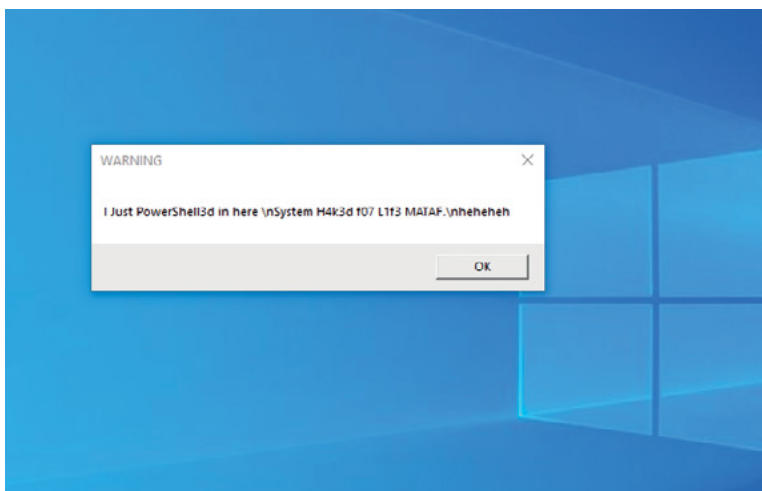 WARNING
I Just PowerShell3d in here \nSystem H4k3d f07 L1f3 MATAF.\nheheheh
OK